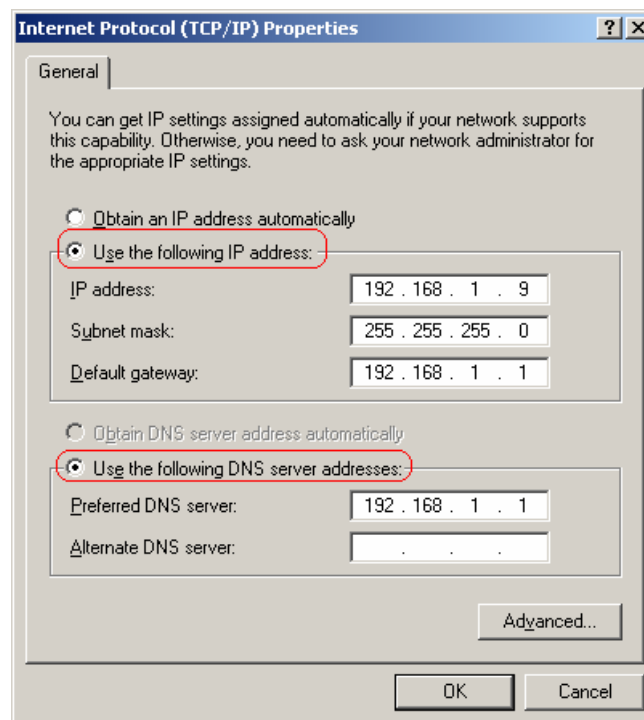 Internet Protocol (TCP/IP) Properties
General
You can get IP settings assigned automatically if your network supports
this capability. Otherwise, you need to ask your network administrator for
the appropriate IP settings.
Obtain an IP address automatically
Use the following IP address:
IP address: 192 . 168 . 1 . 9
Subnet mask: 255 . 255 . 255 . 0
Default gateway: 192 . 168 . 1 . 1
Obtain DNS server address automatically
Use the following DNS server addresses:
Preferred DNS server: 192 . 168 . 1 . 1
Alternate DNS server: . . .
Advanced...
OK Cancel